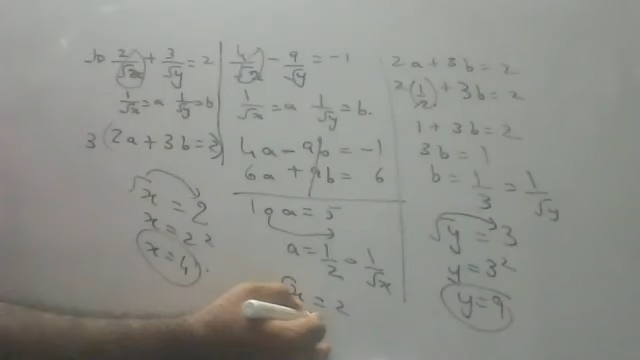 →b 2/√x + 3/√y = 2
1/√x = a 1/√y = b
3(2a + 3b = 2)
√x = 2
x = 2²
x = 4
4/√x - 9/√y = -1
1/√x = a 1/√y = b.
4a - 9b = -1
6a + 9b = 6
10a = 5
a = 1/2 = 1/√x
√x = 2
2a + 3b = 2
2(1/2) + 3b = 2
1 + 3b = 2
3b = 1
b = 1/3 = 1/√y
√y = 3
y = 3²
y = 9